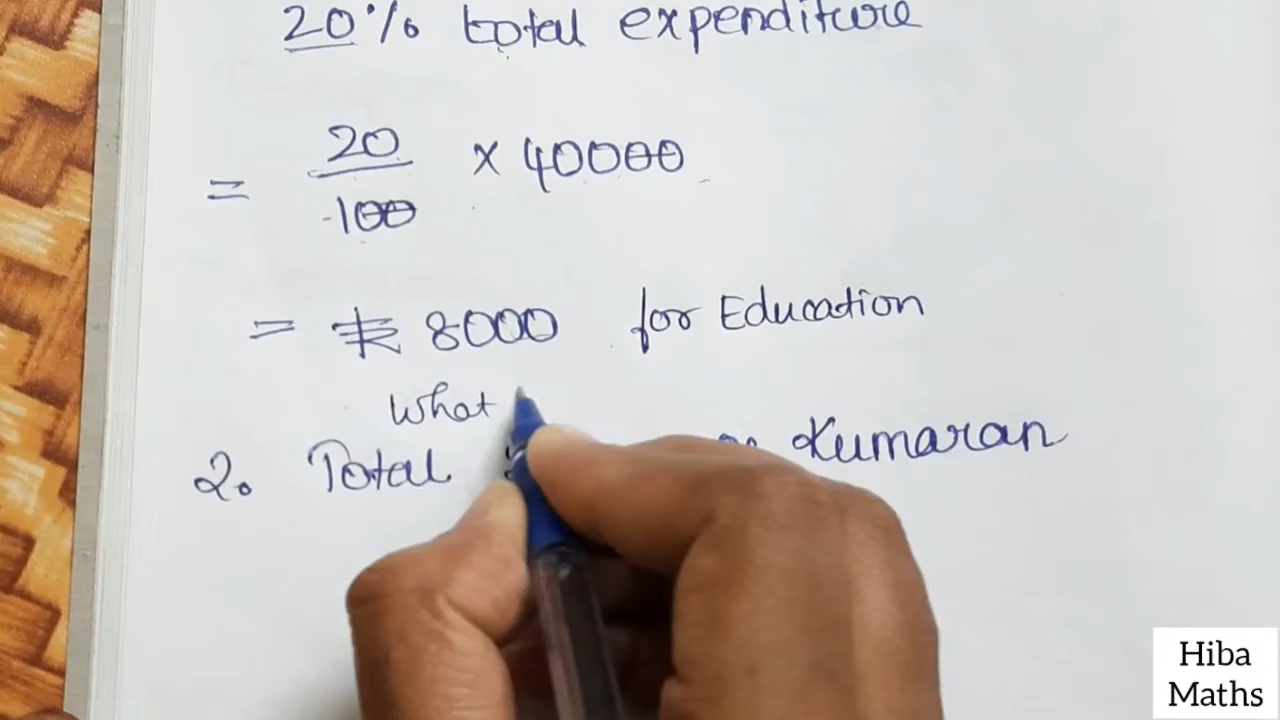 20% total expenditure
= 20/100 × 40000
= ₹ 8000 for Education
What
2. Total Kumaran
Hiba
Maths